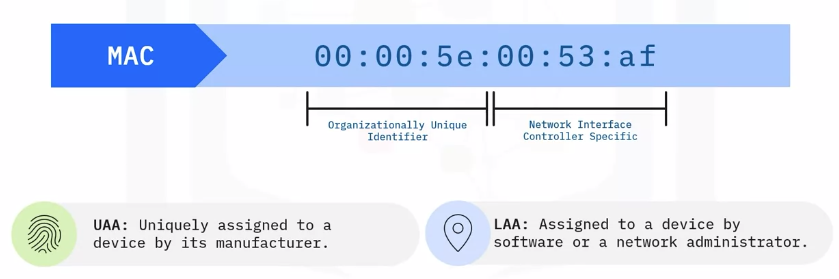 MAC
00:00:5e:00:53:af
Organizationally Unique
Identifier
Network Interface
Controller Specific
UAA: Uniquely assigned to a
device by its manufacturer.
LAA: Assigned to a device by
software or a network administrator.